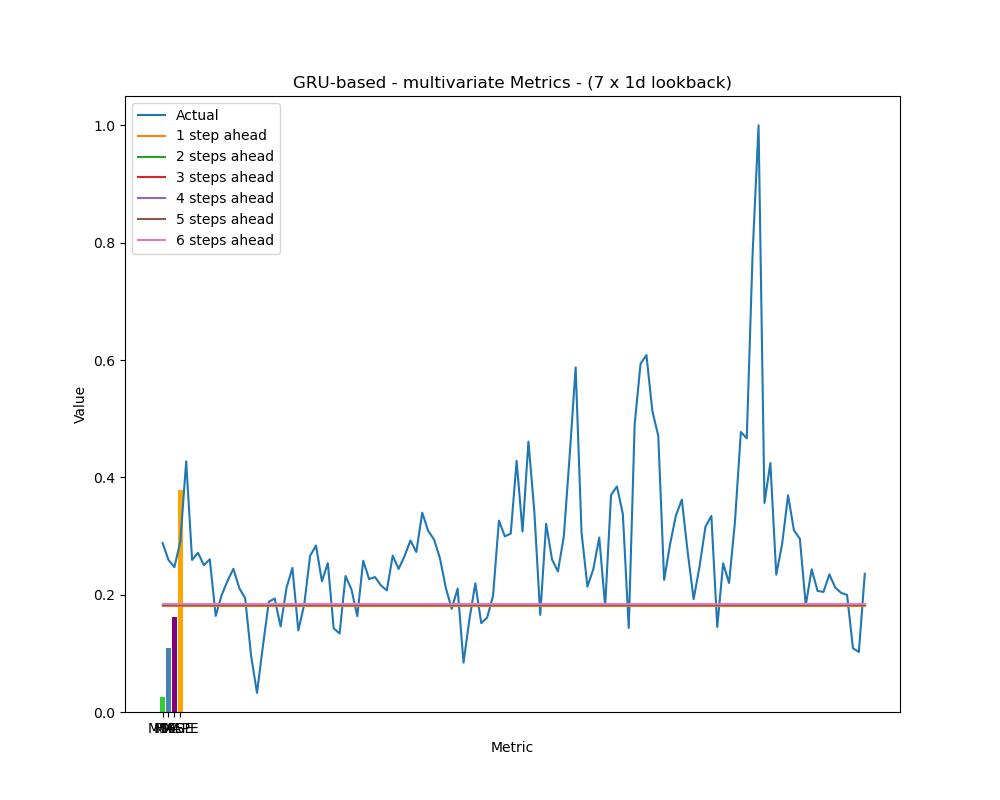 GRU-based - multivariate Metrics - (7 x 1d lookback)
Actual
1 step ahead
2 steps ahead
3 steps ahead
4 steps ahead
5 steps ahead
6 steps ahead
1.0
0.8
0.6
0.4
0.2
0.0
Value
Metric